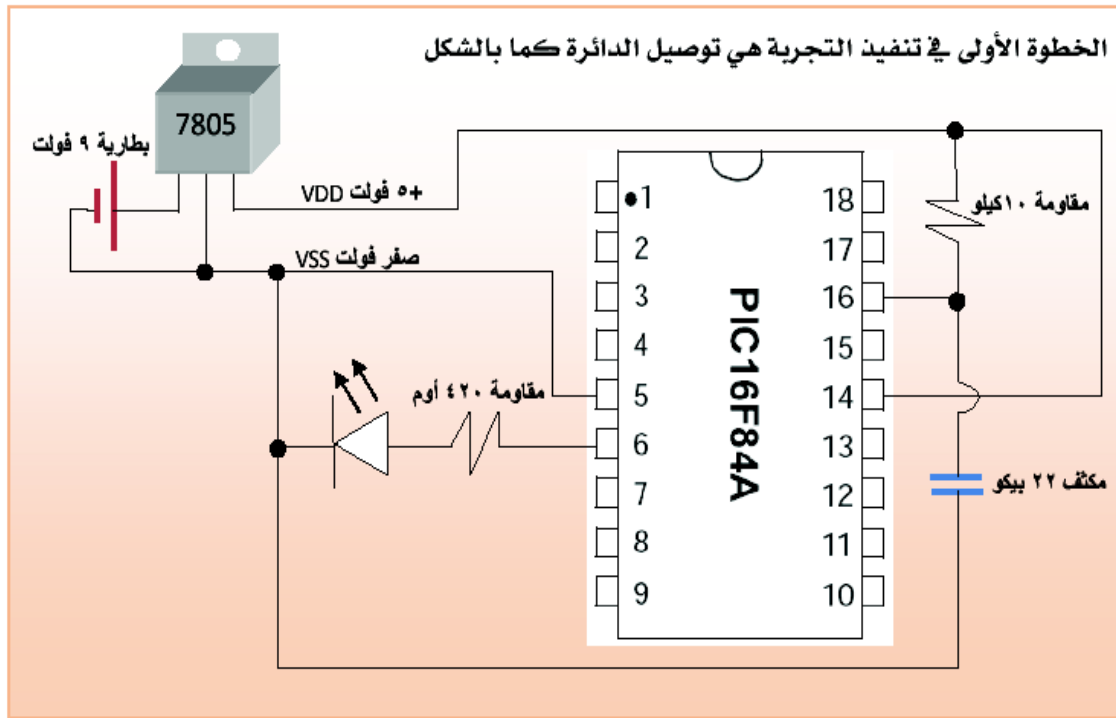 الخطوة الأولى في تنفيذ التجربة هي توصيل الدائرة كما بالشكل
7805
بطارية ٩ فولت
+٥ فولت VDD
صفر فولت VSS
مقاومة ١٠كيلو
مقاومة ٤٢٠ أوم
مكثف ٢٢ بيكو
PIC16F84A
1
2
3
4
5
6
7
8
9
18
17
16
15
14
13
12
11
10